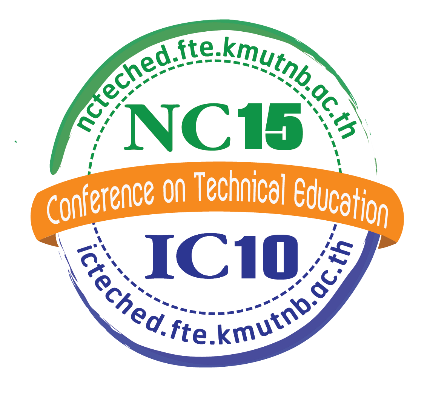 ncteched.fte.kmutnb.ac.th
NC15
Conference on Technical Education
IC10
icteched.fte.kmutnb.ac.th